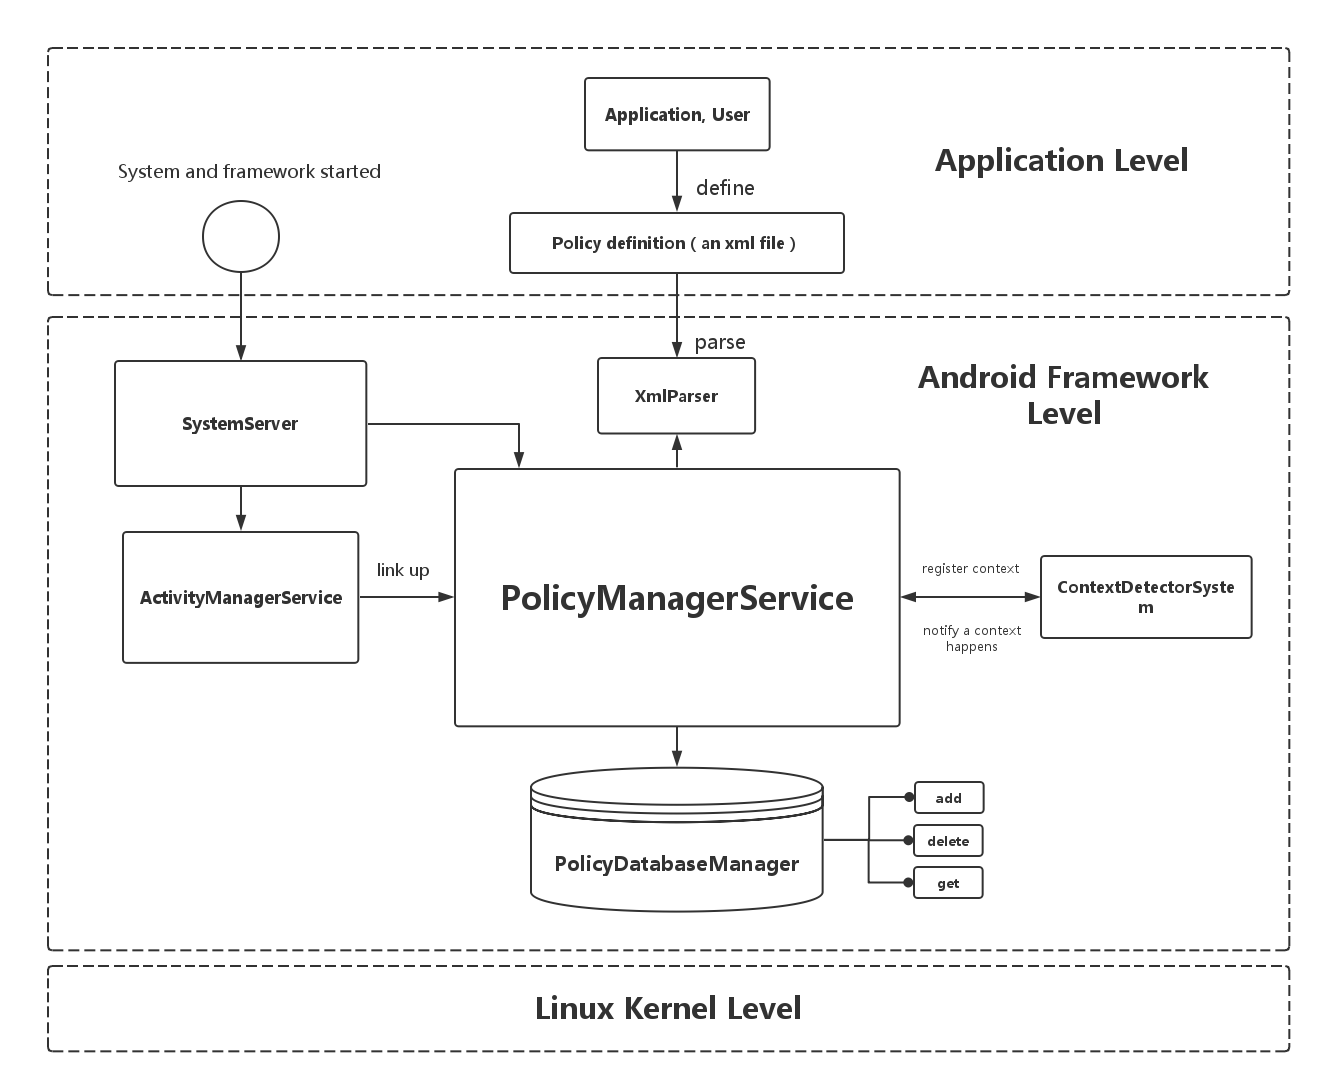 Application, User
Application Level
System and framework started
define
Policy definition ( an xml file )
parse
Android Framework
Level
XmlParser
SystemServer
link up
register context
ActivityManagerService
PolicyManagerService
ContextDetectorSyste
m
notify a context
happens
add
PolicyDatabaseManager
delete
get
Linux Kernel Level